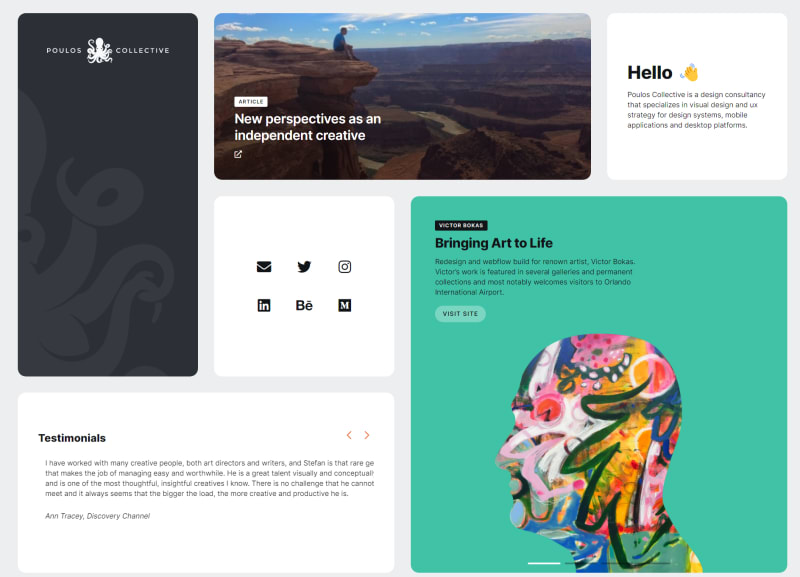 POULOS COLLECTIVE
ARTICLE
New perspectives as an
independent creative
Hello 👋
Poulos Collective is a design consultancy
that specializes in visual design and ux
strategy for design systems, mobile
applications and desktop platforms.
Bē
M
in
VICTOR BOKAS
Bringing Art to Life
Redesign and webflow build for renown artist, Victor Bokas.
Victor's work is featured in several galleries and permanent
collections and most notably welcomes visitors to Orlando
International Airport.
VISIT SITE
Testimonials
I have worked with many creative people, both art directors and writers, and Stefan is that rare ge
that makes the job of managing easy and worthwhile. He is a great talent visually and conceptuall
and is one of the most thoughtful, insightful creatives I know. There is no challenge that he cannot
meet and it always seems that the bigger the load, the more creative and productive he is.
Ann Tracey, Discovery Channel